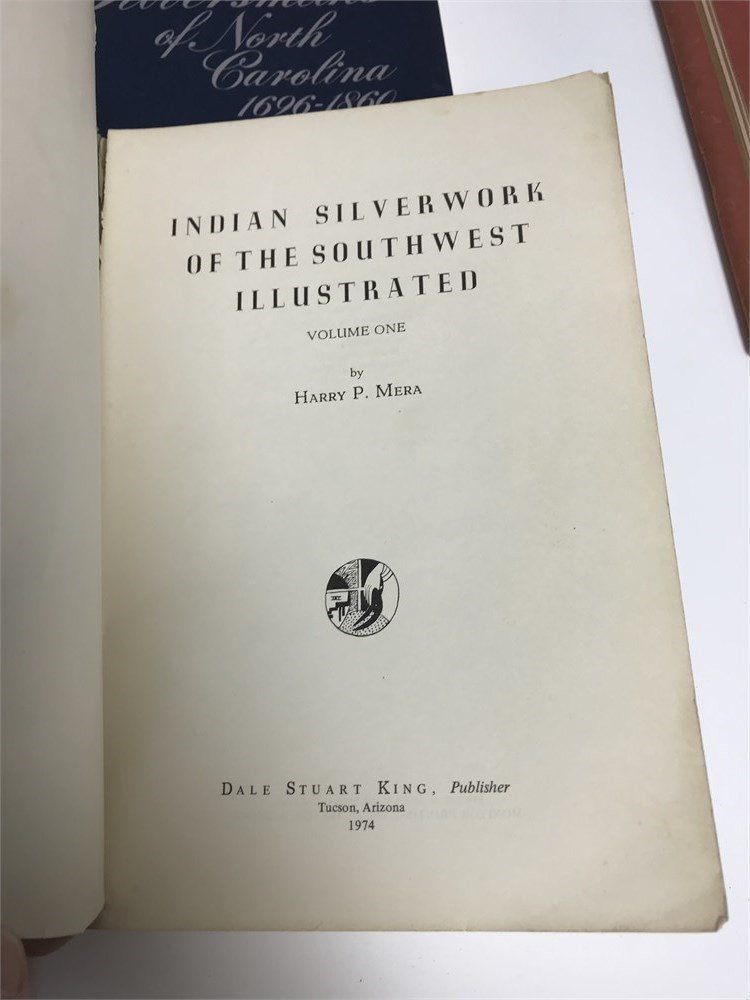 of North
Carolina
1696-1860
INDIAN SILVERWORK
OF THE SOUTHWEST
ILLUSTRATED
VOLUME ONE
by
HARRY P. MERA
DALE STUART KING, Publisher
Tucson, Arizona
1974